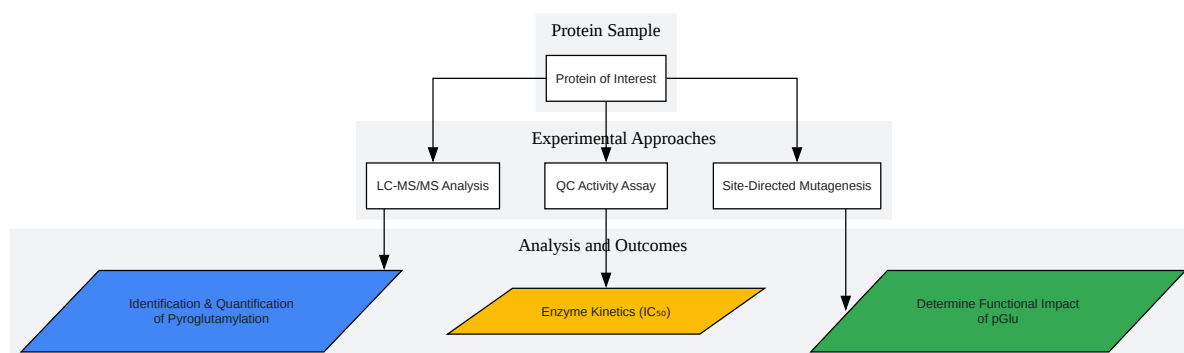 Protein Sample
Protein of Interest
Experimental Approaches
LC-MS/MS Analysis
QC Activity Assay
Site-Directed Mutagenesis
Analysis and Outcomes
Identification & Quantification
of Pyroglutamylation
Enzyme Kinetics (IC₅₀)
Determine Functional Impact
of pGlu